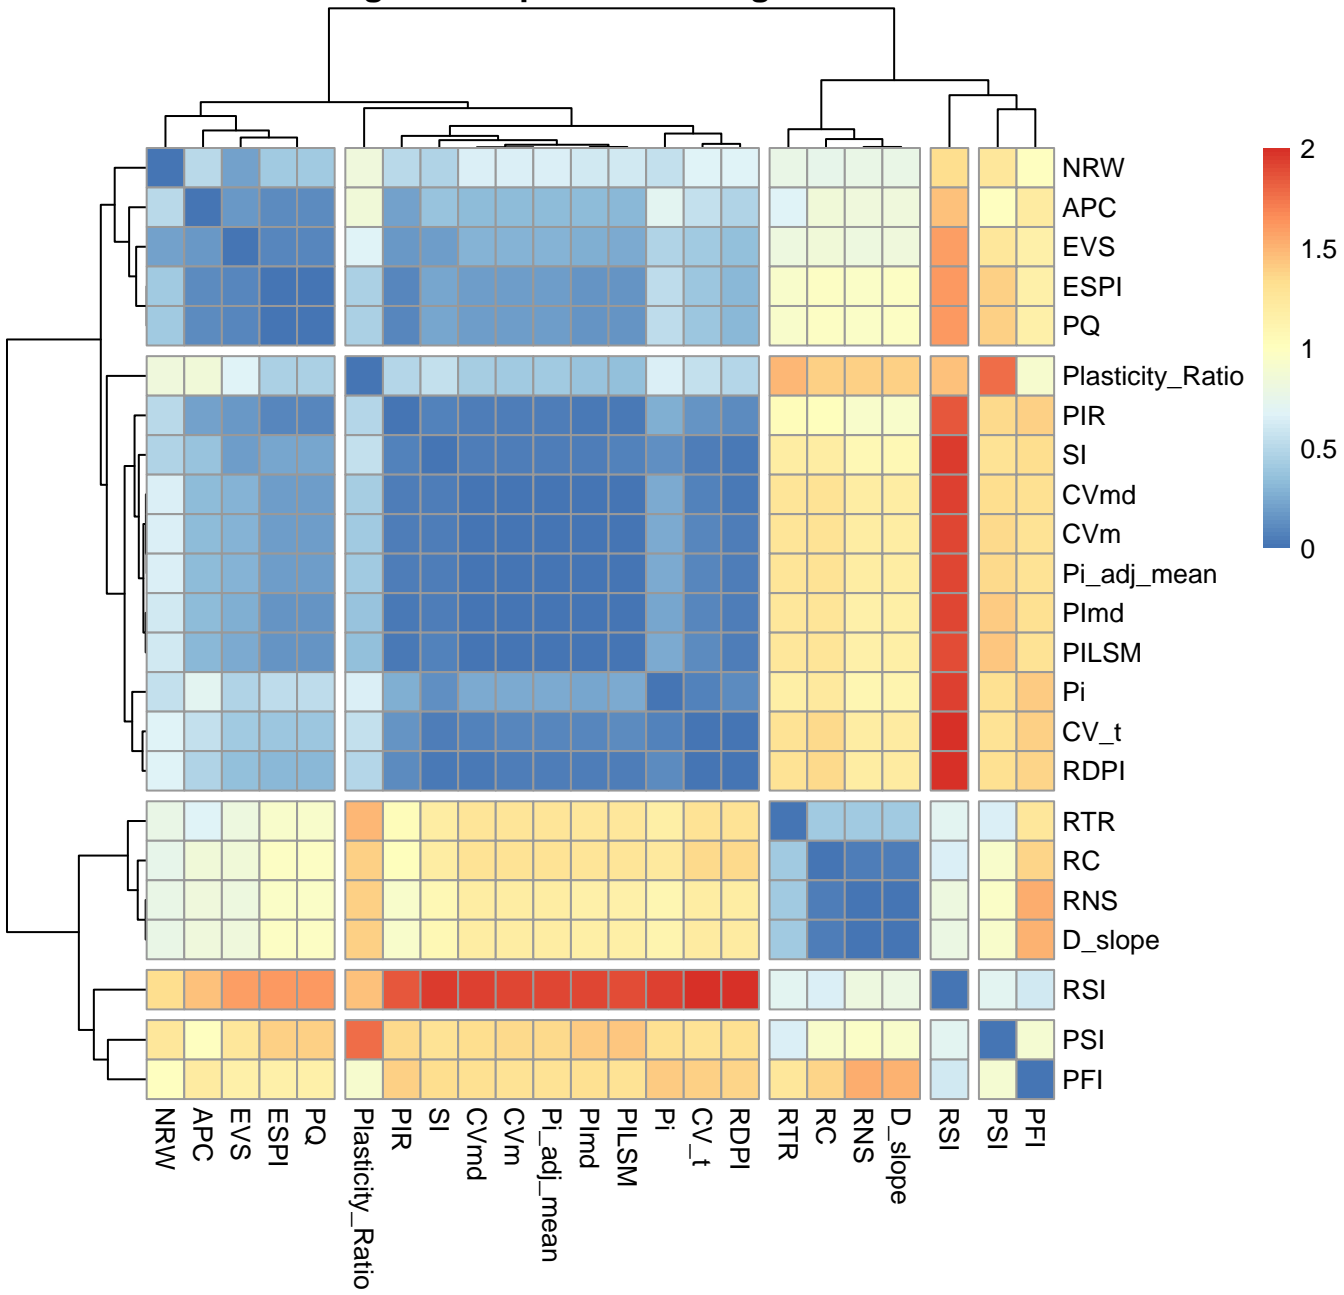 NRW
APC
EVS
ESPI
PQ
Plasticity_Ratio
PIR
SI
CVmd
CVm
Pi_adj_mean
PImd
PILSM
Pi
CV_t
RDPI
RTR
RC
RNS
D_slope
RSI
PSI
PFI
2
1.5
1
0.5
0
NRW APC EVS ESPI PQ Plasticity_Ratio PIR SI CVmd CVm Pi_adj_mean PImd PILSM Pi CV_t RDPI RTR RC RNS D_slope RSI PSI PFI